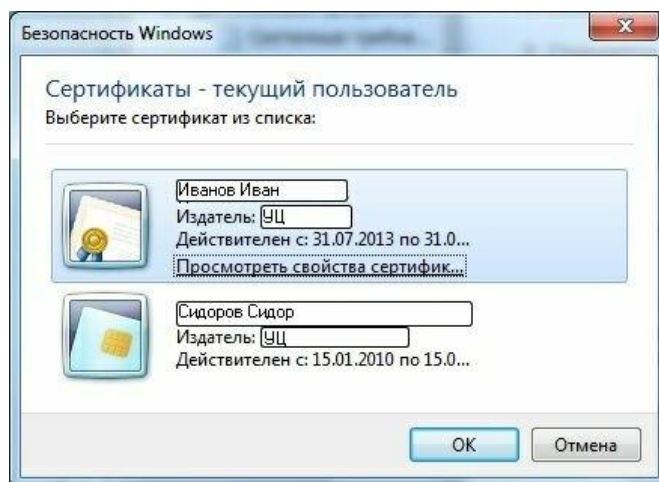 Безопасность Windows
Сертификаты - текущий пользователь
Выберите сертификат из списка:
Иванов Иван
Издатель: УЦ
Действителен с: 31.07.2013 по 31.0...
Просмотреть свойства сертифик...
Сидоров Сидор
Издатель: УЦ
Действителен с: 15.01.2010 по 15.0...
OK
Отмена